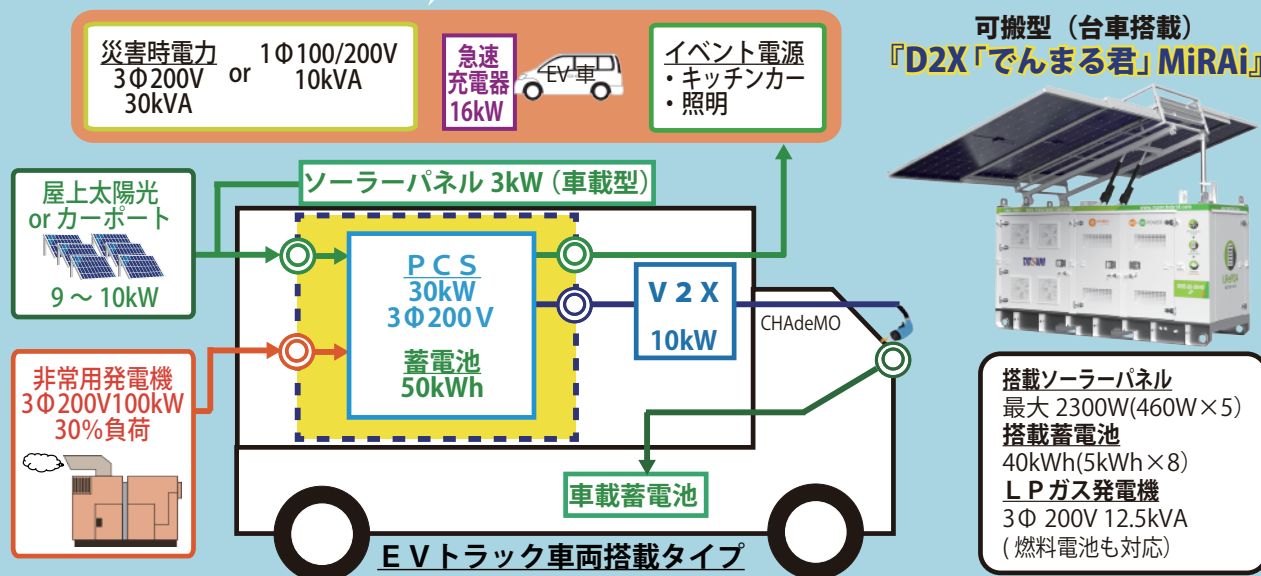 災害時電力
3Φ200V
30kVA
or
1Φ100/200V
10kVA
急速
充電器
16kW
EV車
イベント電源
・キッチンカー
・照明
可搬型（台車搭載）
『D2X「でんまる君」MiRAi』
屋上太陽光
or カーポート
9 ～ 10kW
ソーラーパネル 3kW（車載型）
ＰＣＳ
30kW
3Φ200V
蓄電池
50kWh
V2X
10kW
CHAdeMO
非常用発電機
3Φ200V100kW
30%負荷
車載蓄電池
ＥＶトラック車両搭載タイプ
搭載ソーラーパネル
最大 2300W(460W×5）
搭載蓄電池
40kWh(5kWh×8）
ＬＰガス発電機
3Φ 200V 12.5kVA
( 燃料電池も対応）